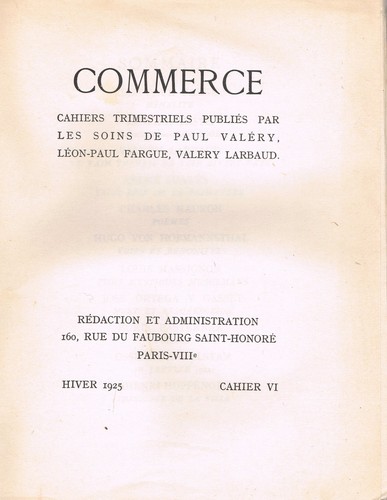 COMMERCE
CAHIERS TRIMESTRIELS PUBLIÉS PAR
LES SOINS DE PAUL VALÉRY,
LÉON-PAUL FARGUE, VALERY LARBAUD.
RÉDACTION ET ADMINISTRATION
160, RUE DU FAUBOURG SAINT-HONORÉ
PARIS-VIIIe
HIVER 1925 CAHIER VI